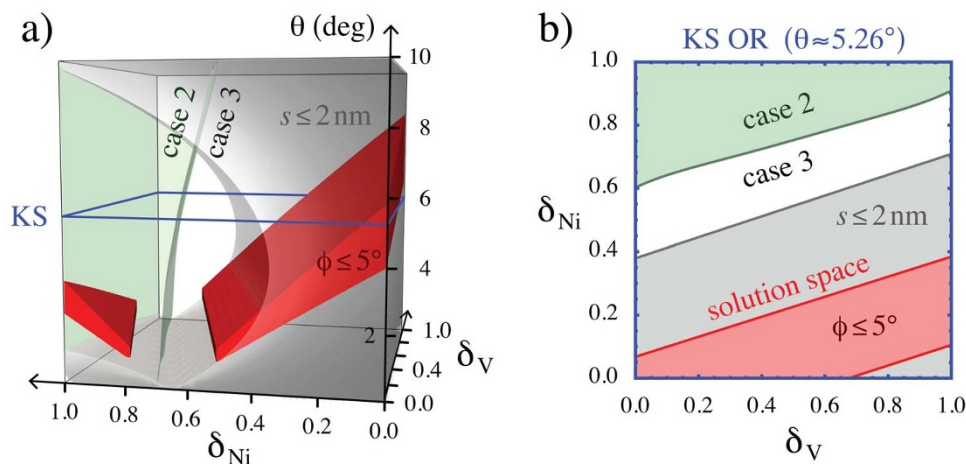 a)
θ (deg)
10
case 2
case 3
s ≤ 2 nm
8
KS
6
ϕ ≤ 5°
4
2
1.0
0.4
0.0
δV
1.0
0.8
0.6
0.4
0.2
0.0
δNi
b)
KS OR (θ≈5.26°)
1.0
0.8
0.6
0.4
0.2
0.0
δNi
case 2
case 3
s ≤ 2 nm
solution space
ϕ ≤ 5°
0.0 0.2 0.4 0.6 0.8 1.0
δV